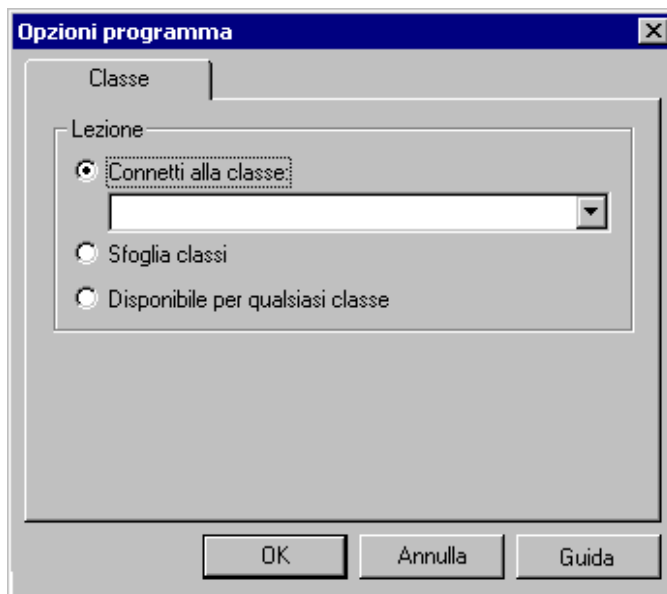 Opzioni programma
Classe
Lezione
Connetti alla classe:
Sfoglia classi
Disponibile per qualsiasi classe
OK Annulla Guida